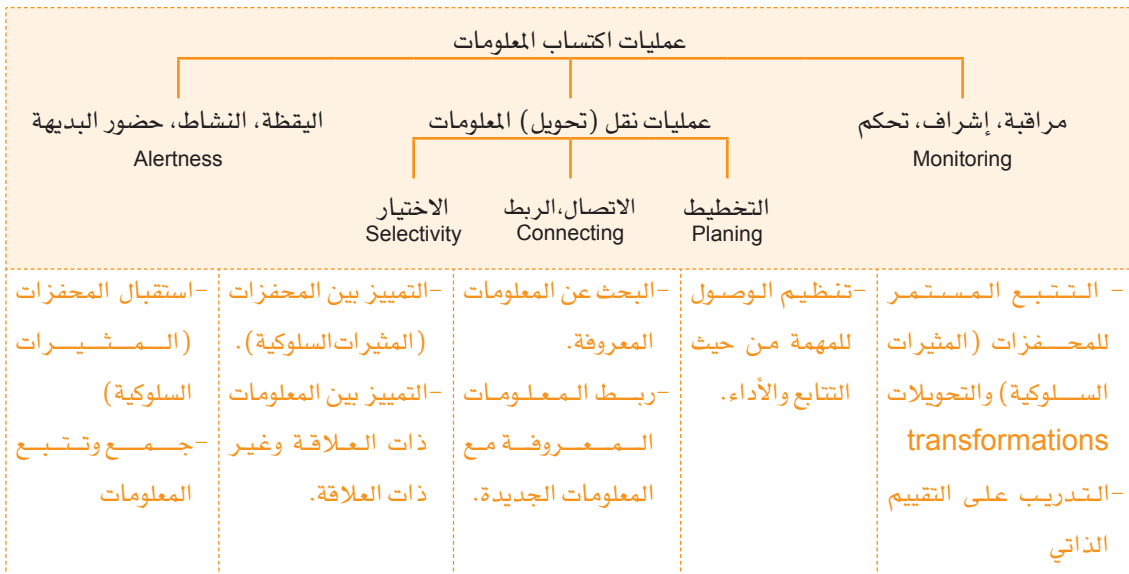 عمليات اكتساب المعلومات
مراقبة، إشراف، تحكم
Monitoring
عمليات نقل (تحويل) المعلومات
اليقظة، النشاط، حضور البديهة
Alertness
التخطيط
Planing
الاتصال،الربط
Connecting
الاختيار
Selectivity
- التتبع المستمر
للمحفزات (المثيرات
السلوكية) والتحويلات
transformations
-التدريب على التقييم
الذاتي
-تنظيم الوصول
للمهمة من حيث
التتابع والأداء.
-البحث عن المعلومات
المعروفة.
-ربط المعلومات
المعروفة مع
المعلومات الجديدة.
-التمييز بين المحفزات
(المثيرات السلوكية).
-التمييز بين المعلومات
ذات العلاقة وغير
ذات العلاقة.
-استقبال المحفزات
(المثيرات
السلوكية)
-جمع وتتبع
المعلومات